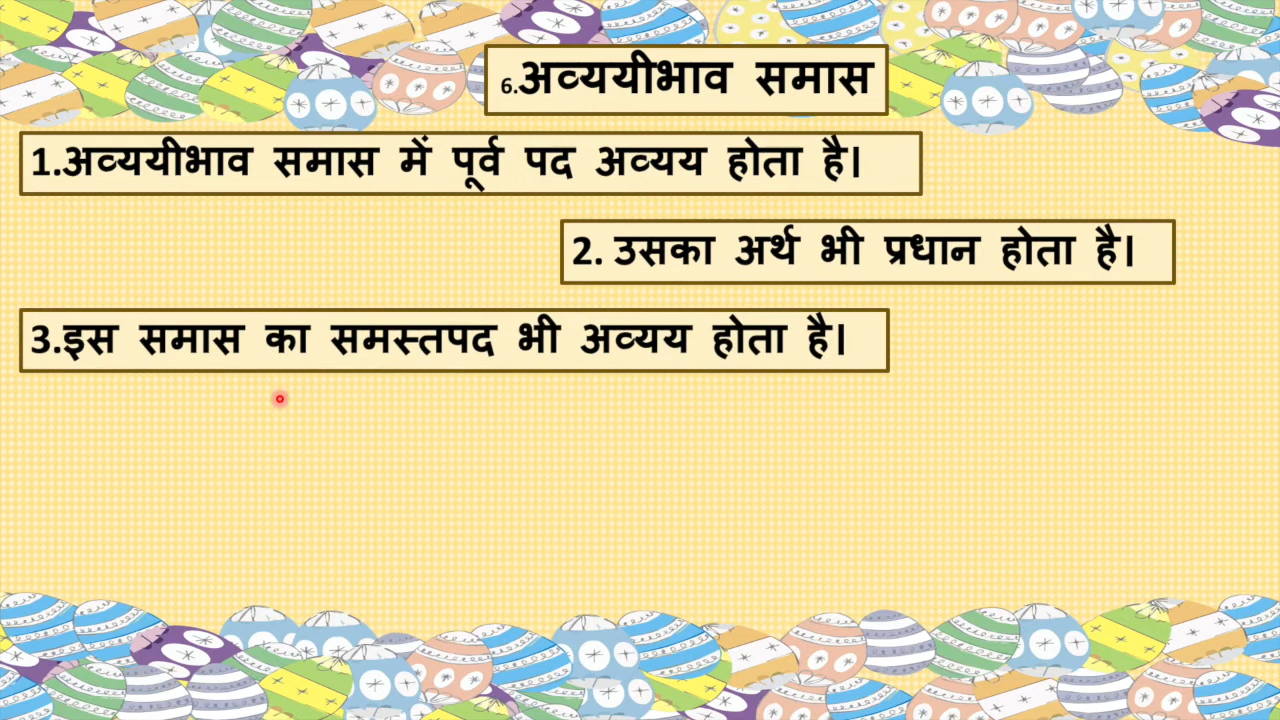 6.अव्ययीभाव समास
1.अव्ययीभाव समास में पूर्व पद अव्यय होता है।
2. उसका अर्थ भी प्रधान होता है।
3.इस समास का समस्तपद भी अव्यय होता है।